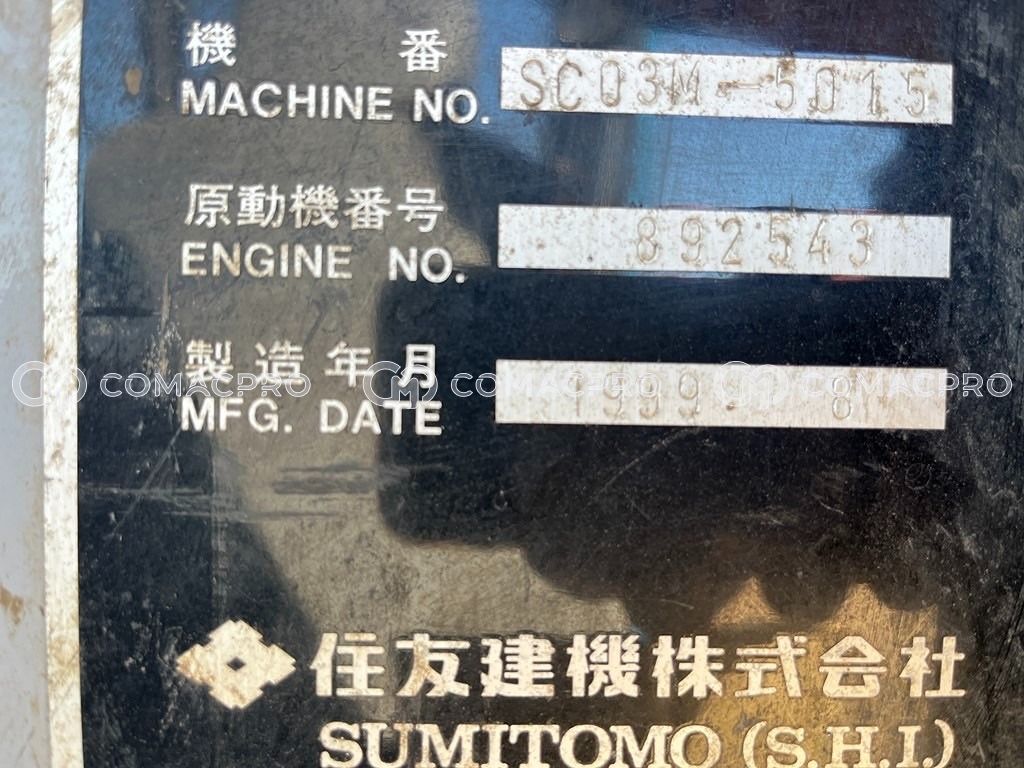 機 番
MACHINE NO. SC03M-5015
原動機番号
ENGINE NO. 892543
製造年月
MFG. DATE 1999. 8
COMACPRO COMACPRO COMACPRO
住友建機株式会社
SUMITOMO (S.H.I.)